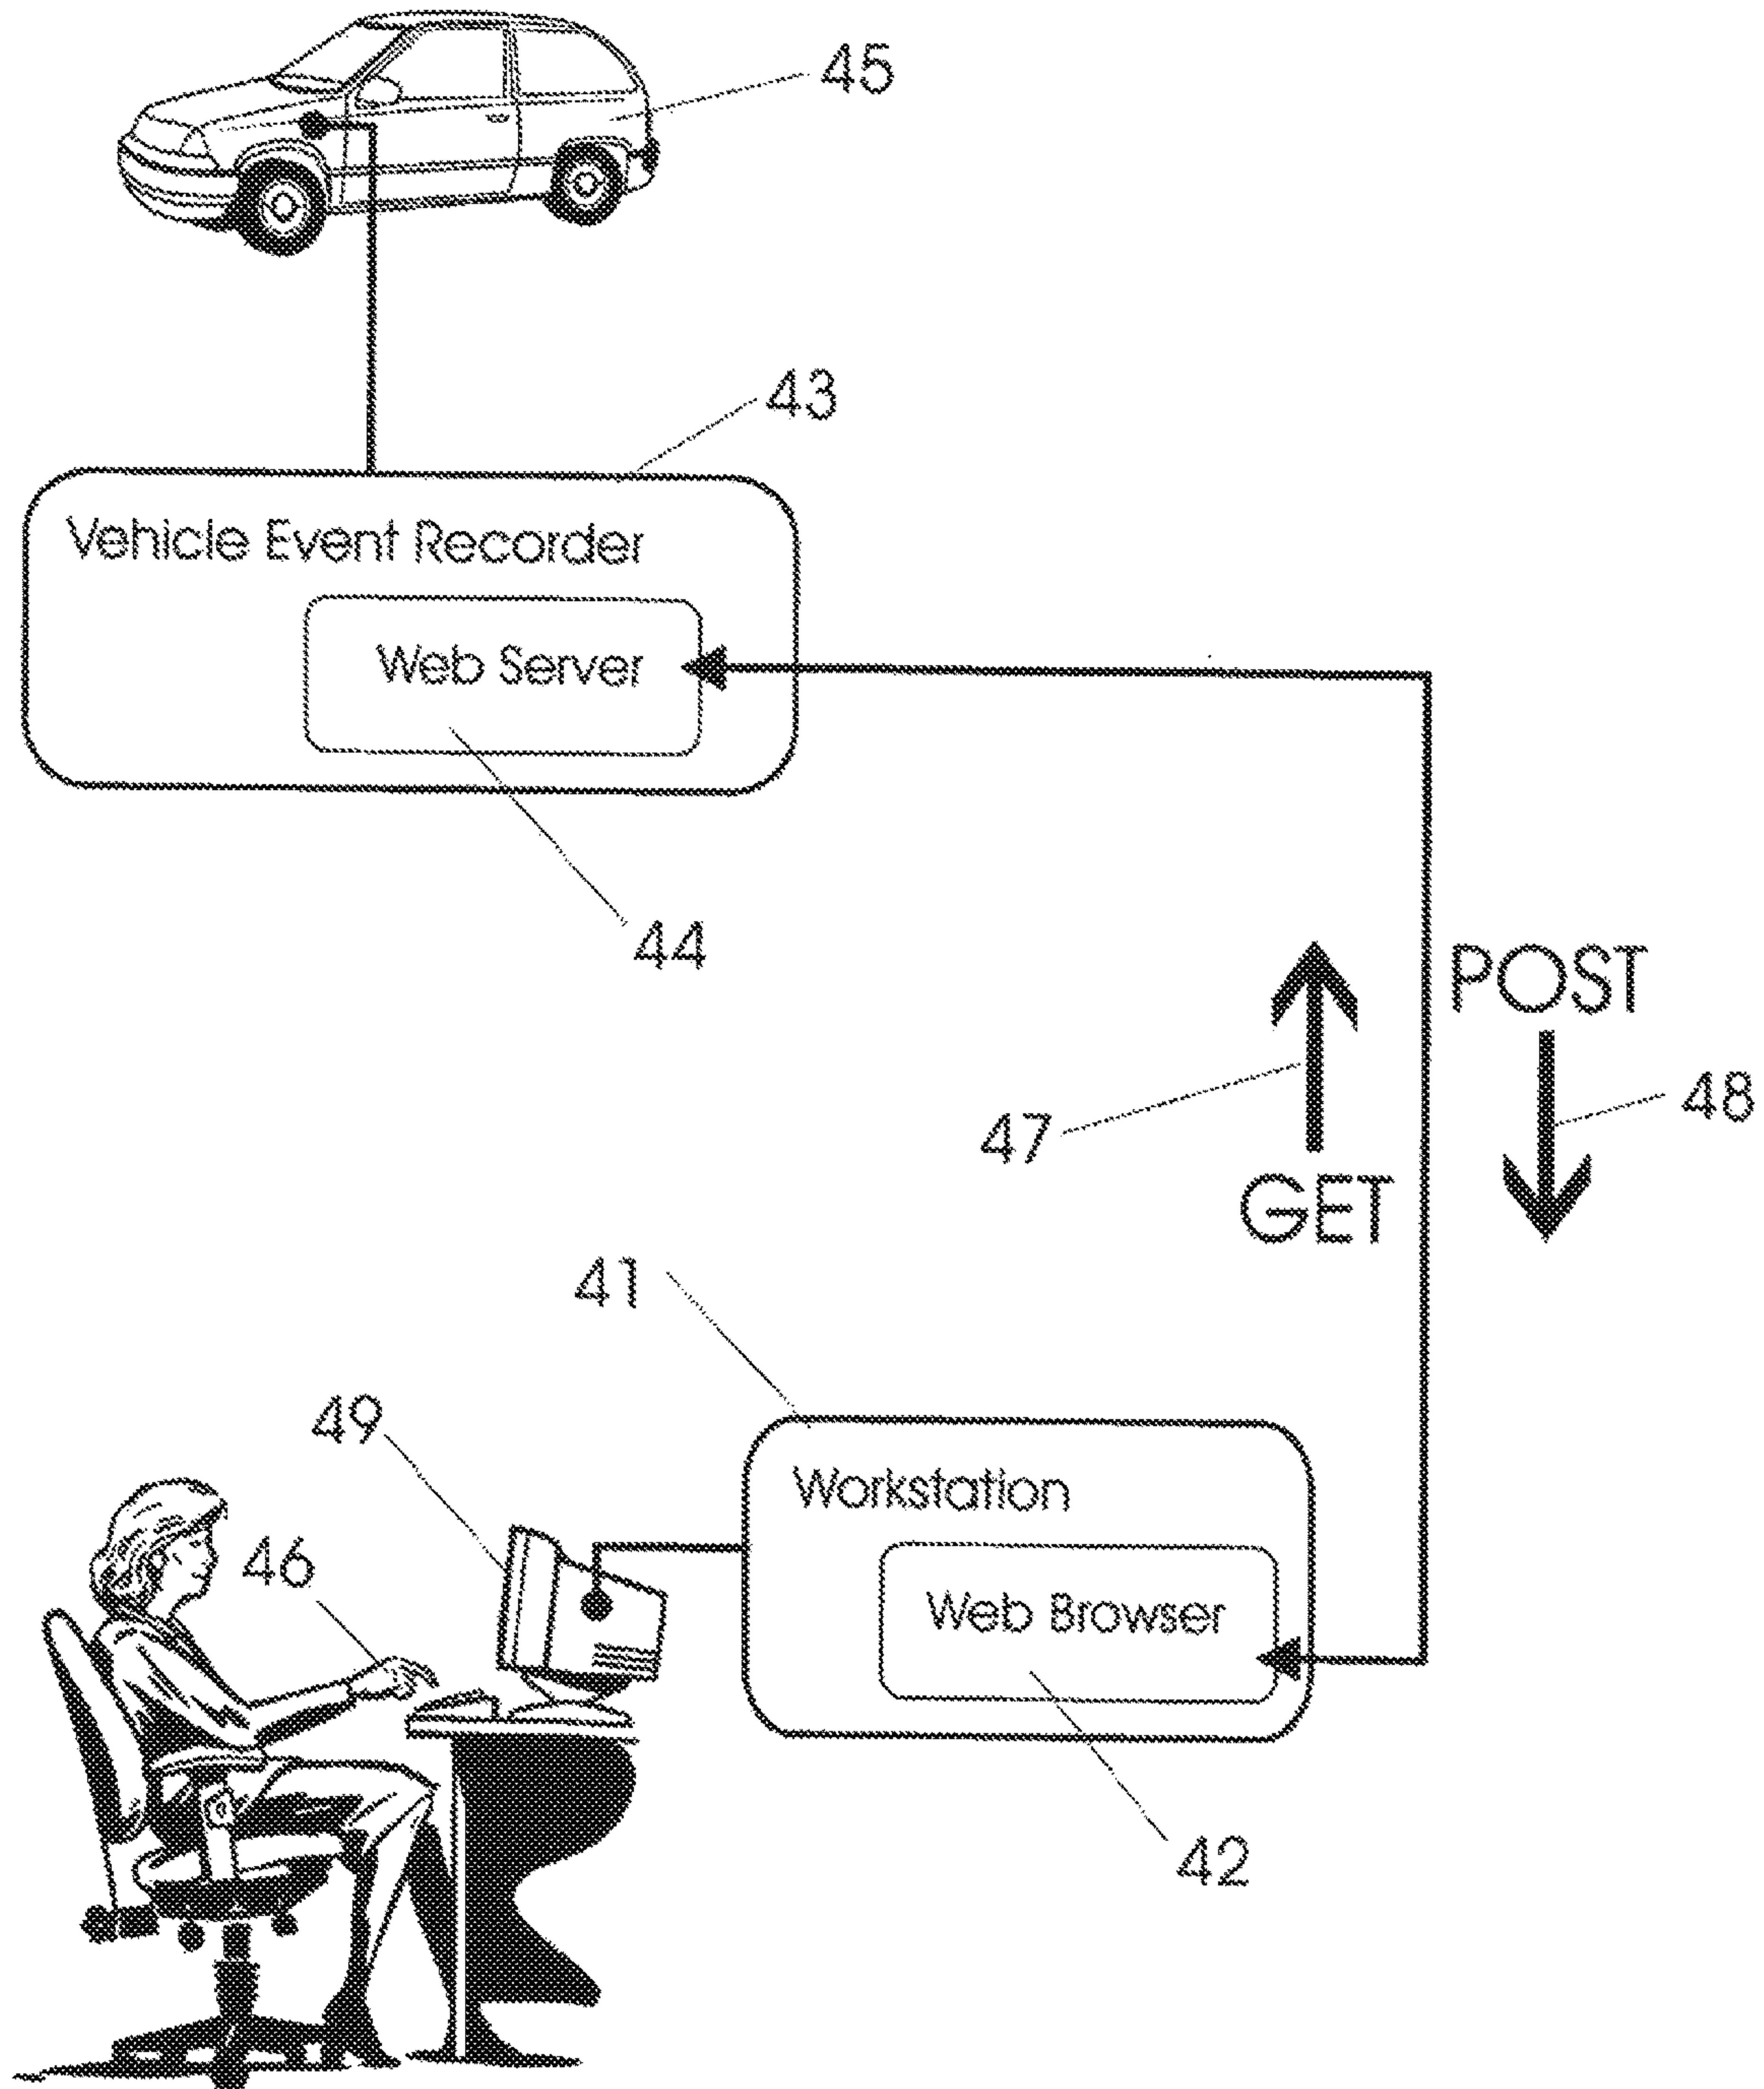 45
43
Vehicle Event Recorder
Web Server
44
POST
48
47
GET
41
49
Workstation
46
Web Browser
42